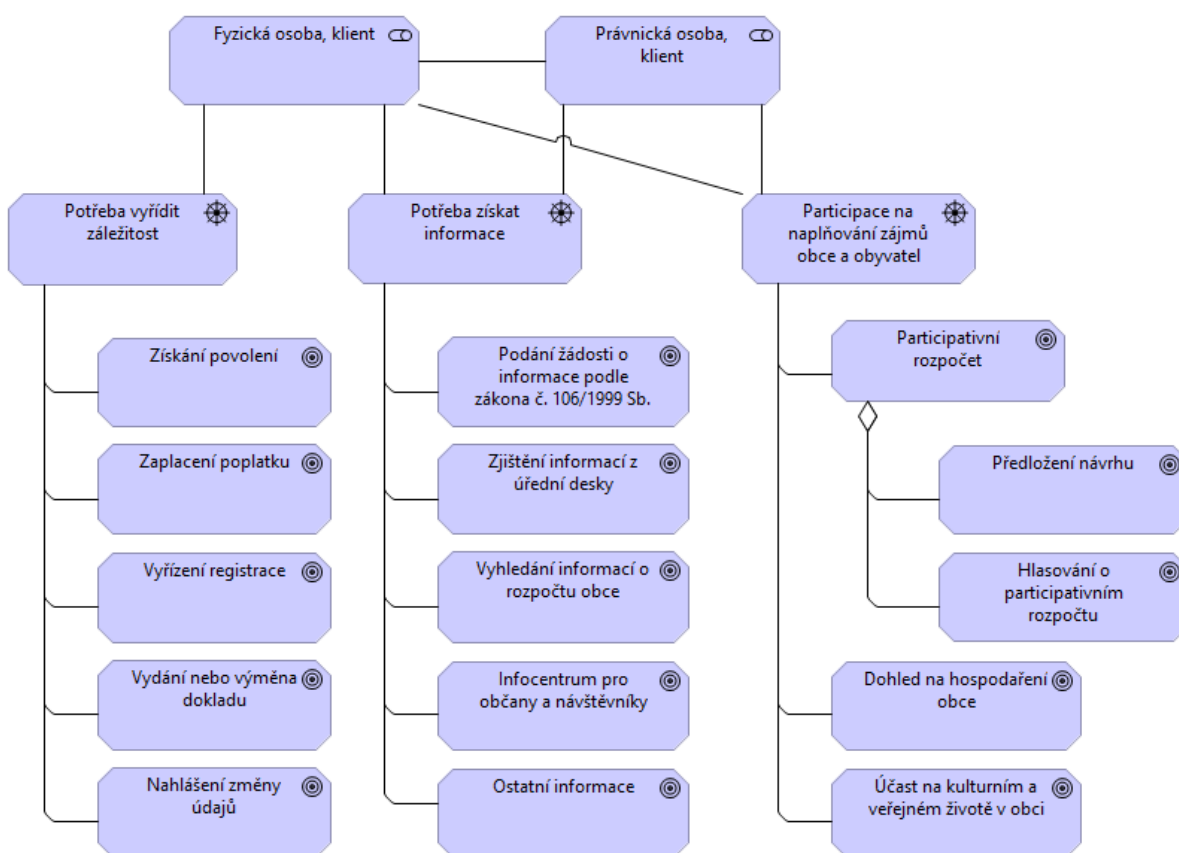 Fyzická osoba, klient
Právnická osoba,
klient
Potřeba vyřídit
záležitost
Potřeba získat
informace
Participace na
naplňování zájmů
obce a obyvatel
Získání povolení
Zaplacení poplatku
Vyřízení registrace
Vydání nebo výměna
dokladu
Nahlášení změny
údajů
Podání žádosti o
informace podle
zákona č. 106/1999 Sb.
Zjištění informací z
úřední desky
Vyhledání informací o
rozpočtu obce
Infocentrum pro
občany a návštěvníky
Ostatní informace
Participativní
rozpočet
Předložení návrhu
Hlasování o
participativním
rozpočtu
Dohled na hospodaření
obce
Účast na kulturním a
veřejném životě v obci